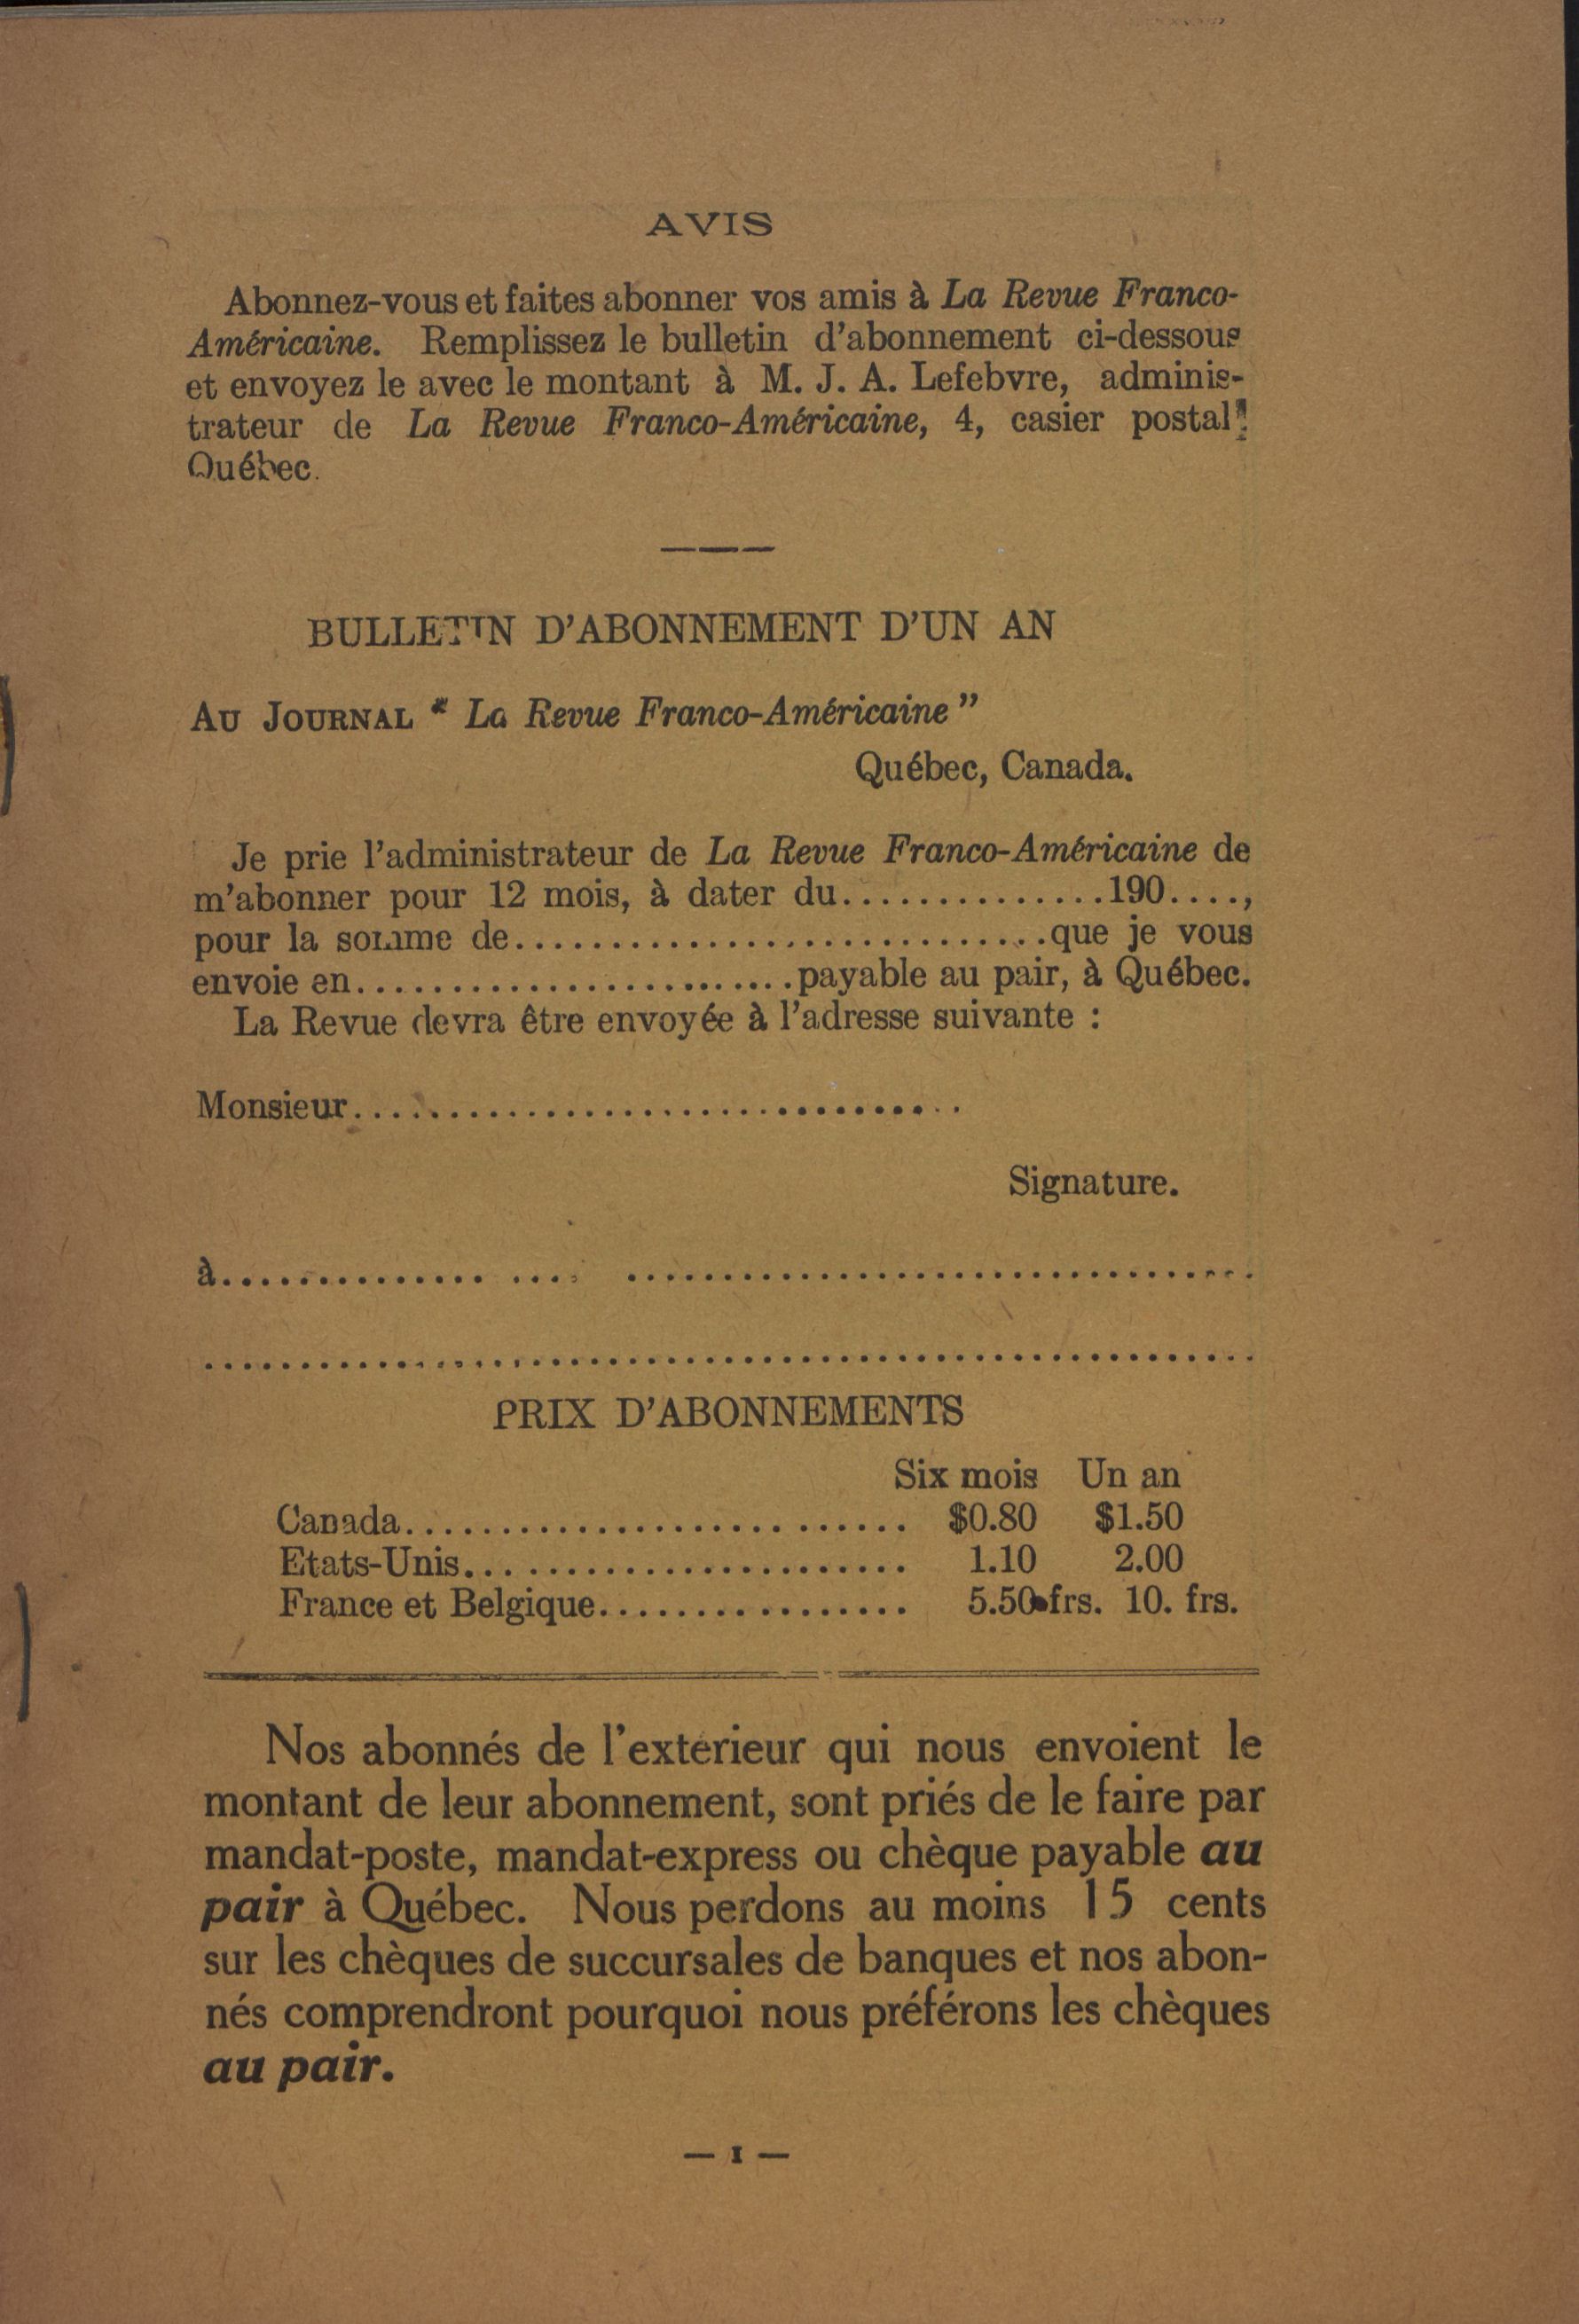 AVIS
Abonnez-vous et faites abonner vos amis à La Revue Franco-
Américaine. Remplissez le bulletin d'abonnement ci-dessous
et envoyez le avec le montant à M. J. A. Lefebvre, adminis-
trateur de La Revue Franco-Américaine, 4, casier postal,
Québec.
BULLETIN D'ABONNEMENT D'UN AN
AU JOURNAL " La Revue Franco-Américaine "
Québec, Canada.
Je prie l'administrateur de La Revue Franco-Américaine de
m'abonner pour 12 mois, à dater du..............190....,
pour la somme de............................que je vous
envoie en.......................payable au pair, à Québec.
La Revue devra être envoyée à l'adresse suivante :
Monsieur................................
Signature.
à.............. .... .................................
.......................................................
PRIX D'ABONNEMENTS
Six mois Un an
Canada.......................... $0.80 $1.50
Etats-Unis....................... 1.10 2.00
France et Belgique................ 5.50 frs. 10. frs.
Nos abonnés de l'extérieur qui nous envoient le
montant de leur abonnement, sont priés de le faire par
mandat-poste, mandat-express ou chèque payable au
pair à Québec. Nous perdons au moins 15 cents
sur les chèques de succursales de banques et nos abon-
nés comprendront pourquoi nous préférons les chèques
au pair.
— I —